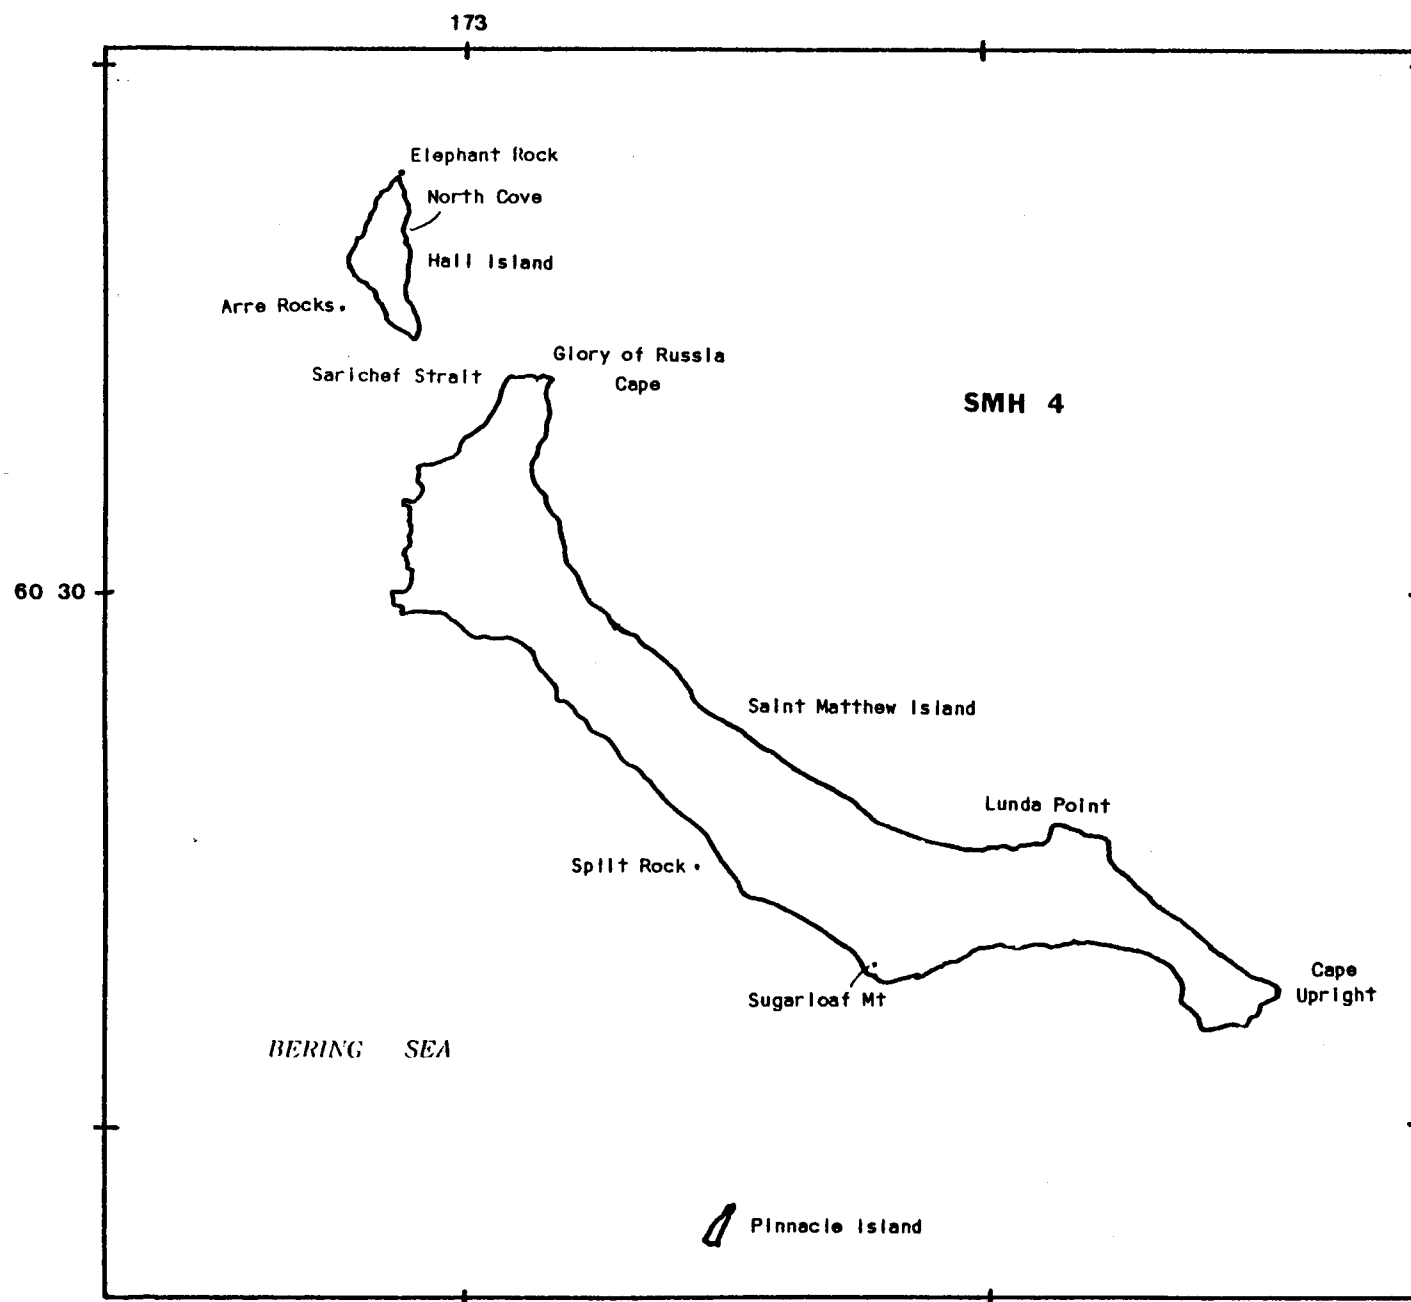 173
Elephant Rock
North Cove
Hall Island
Arre Rocks
Glory of Russia
Cape
Sarichef Strait
SMH 4
60 30
Saint Matthew Island
Lunda Point
Split Rock
Cape
Upright
Sugarloaf Mt
BERING SEA
Pinnacle Island